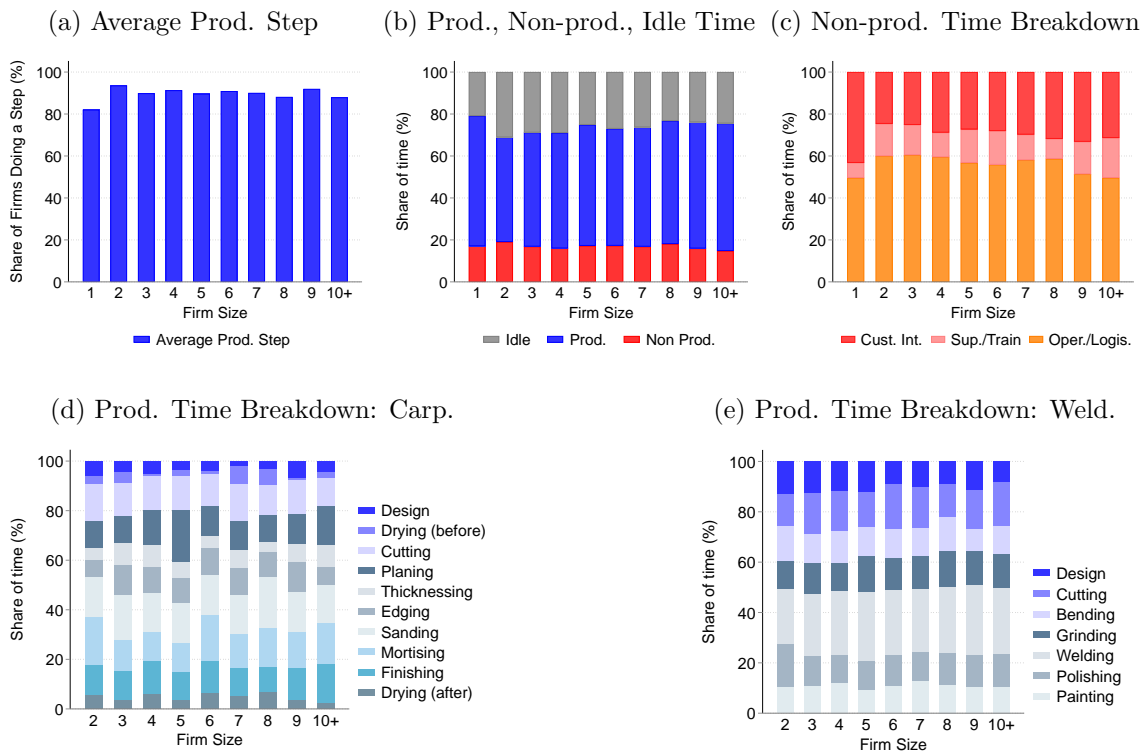 (a) Average Prod. Step
(b) Prod., Non-prod., Idle Time
(c) Non-prod. Time Breakdown
Share of Firms Doing a Step (%)
100
80
60
40
20
0
1 2 3 4 5 6 7 8 9 10+
Firm Size
Average Prod. Step
Share of time (%)
100
80
60
40
20
0
1 2 3 4 5 6 7 8 9 10+
Firm Size
Idle Prod. Non Prod.
Share of time (%)
100
80
60
40
20
0
1 2 3 4 5 6 7 8 9 10+
Firm Size
Cust. Int. Sup./Train Oper./Logis.
(d) Prod. Time Breakdown: Carp.
Share of time (%)
100
80
60
40
20
0
2 3 4 5 6 7 8 9 10+
Firm Size
Design
Drying (before)
Cutting
Planing
Thicknessing
Edging
Sanding
Mortising
Finishing
Drying (after)
(e) Prod. Time Breakdown: Weld.
Share of time (%)
100
80
60
40
20
0
2 3 4 5 6 7 8 9 10+
Firm Size
Design
Cutting
Bending
Grinding
Welding
Polishing
Painting